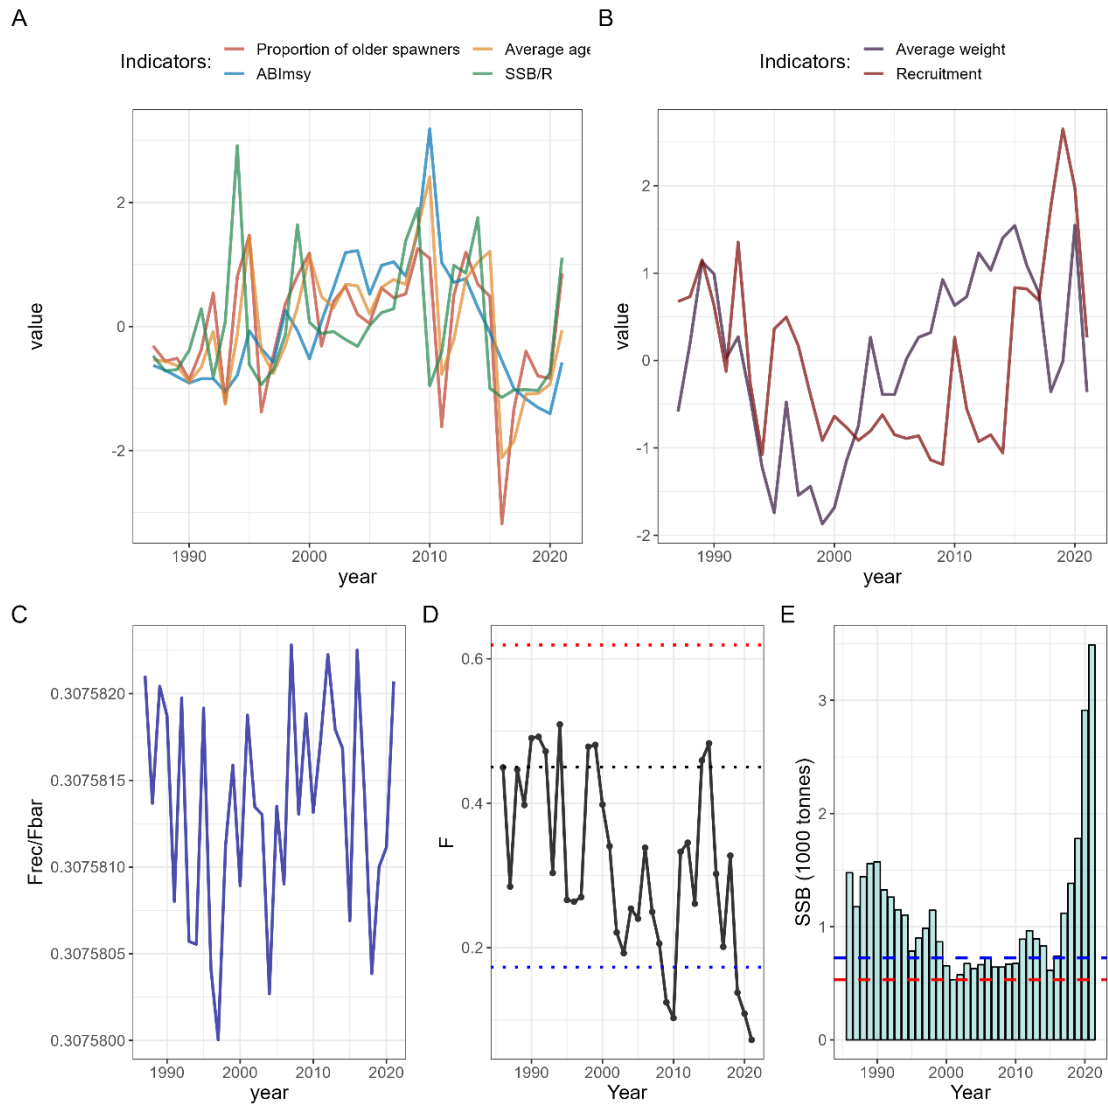 A
B
Indicators:
Proportion of older spawners
Average age
ABImsy
SSB/R
Indicators:
Average weight
Recruitment
value
2
0
-2
1990
2000
2010
2020
year
value
2
1
0
-1
-2
1990
2000
2010
2020
year
C
D
E
Frec/Fbar
0.3075820
0.3075815
0.3075810
0.3075805
0.3075800
1990
2000
2010
2020
year
F
0.6
0.4
0.2
1990
2000
2010
2020
Year
SSB (1000 tonnes)
3
2
1
0
1990
2000
2010
2020
Year